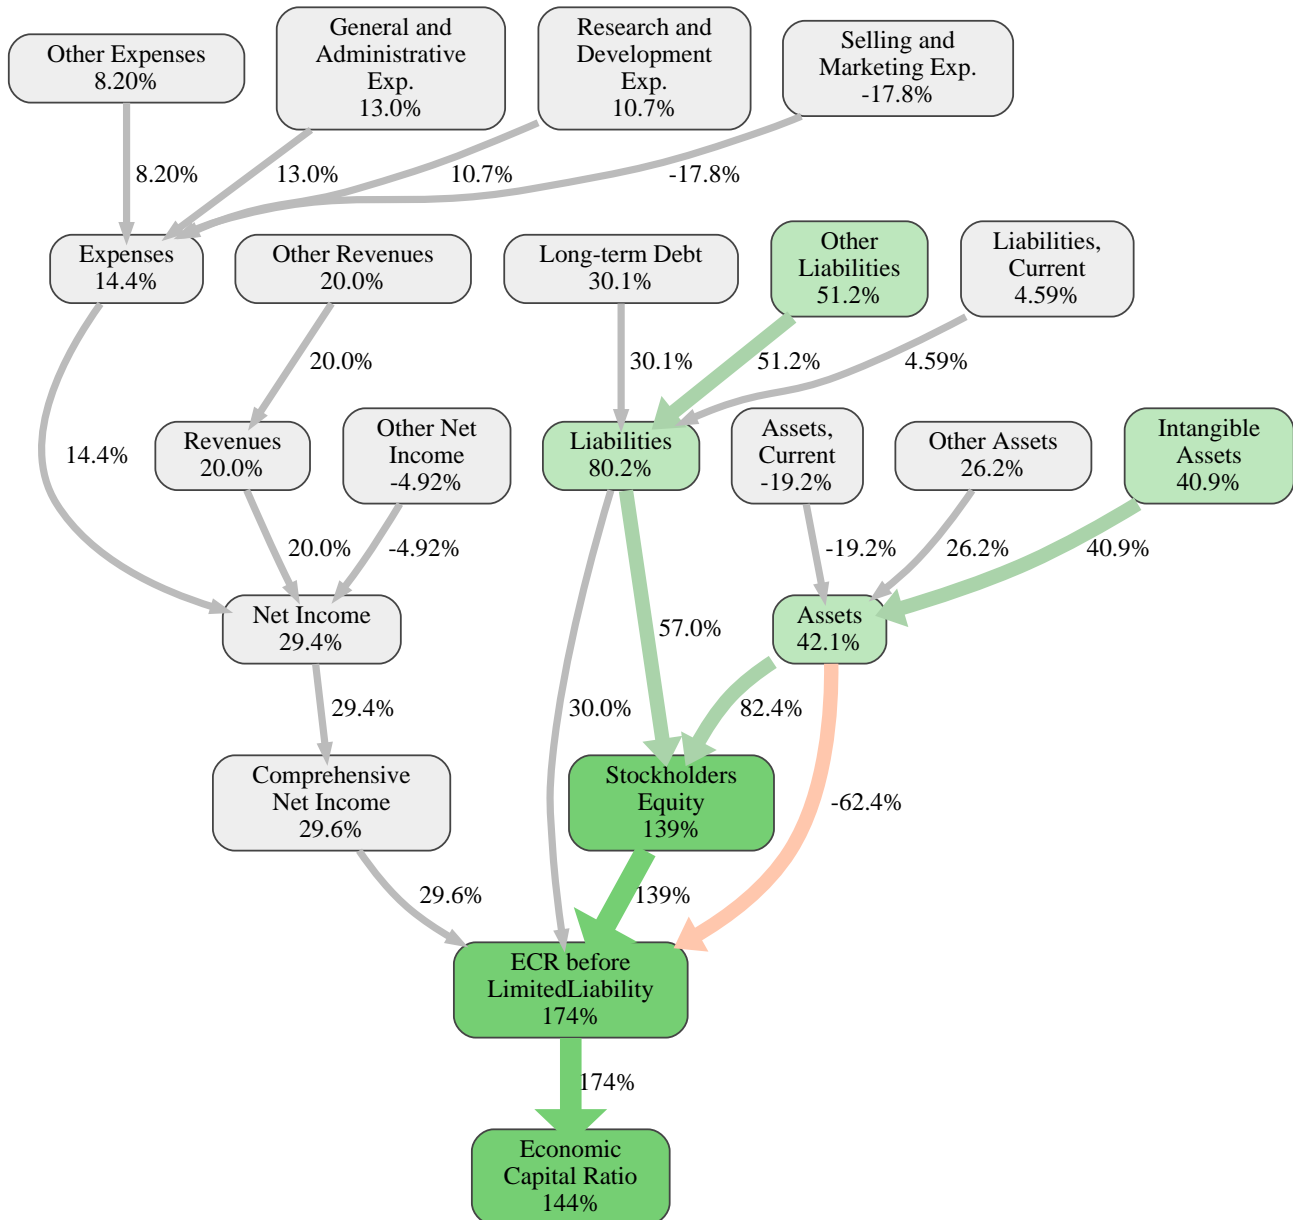 Other Expenses
8.20%
General and
Administrative
Exp.
13.0%
Research and
Development
Exp.
10.7%
Selling and
Marketing Exp.
-17.8%
8.20%
13.0%
10.7%
-17.8%
Expenses
14.4%
Other Revenues
20.0%
Long-term Debt
30.1%
Other
Liabilities
51.2%
Liabilities,
Current
4.59%
20.0%
30.1%
51.2%
4.59%
14.4%
Revenues
20.0%
Other Net
Income
-4.92%
Liabilities
80.2%
Assets,
Current
-19.2%
Other Assets
26.2%
Intangible
Assets
40.9%
20.0%
-4.92%
-19.2%
26.2%
40.9%
Net Income
29.4%
57.0%
Assets
42.1%
29.4%
30.0%
82.4%
Comprehensive
Net Income
29.6%
Stockholders
Equity
139%
-62.4%
29.6%
139%
ECR before
LimitedLiability
174%
174%
Economic
Capital Ratio
144%